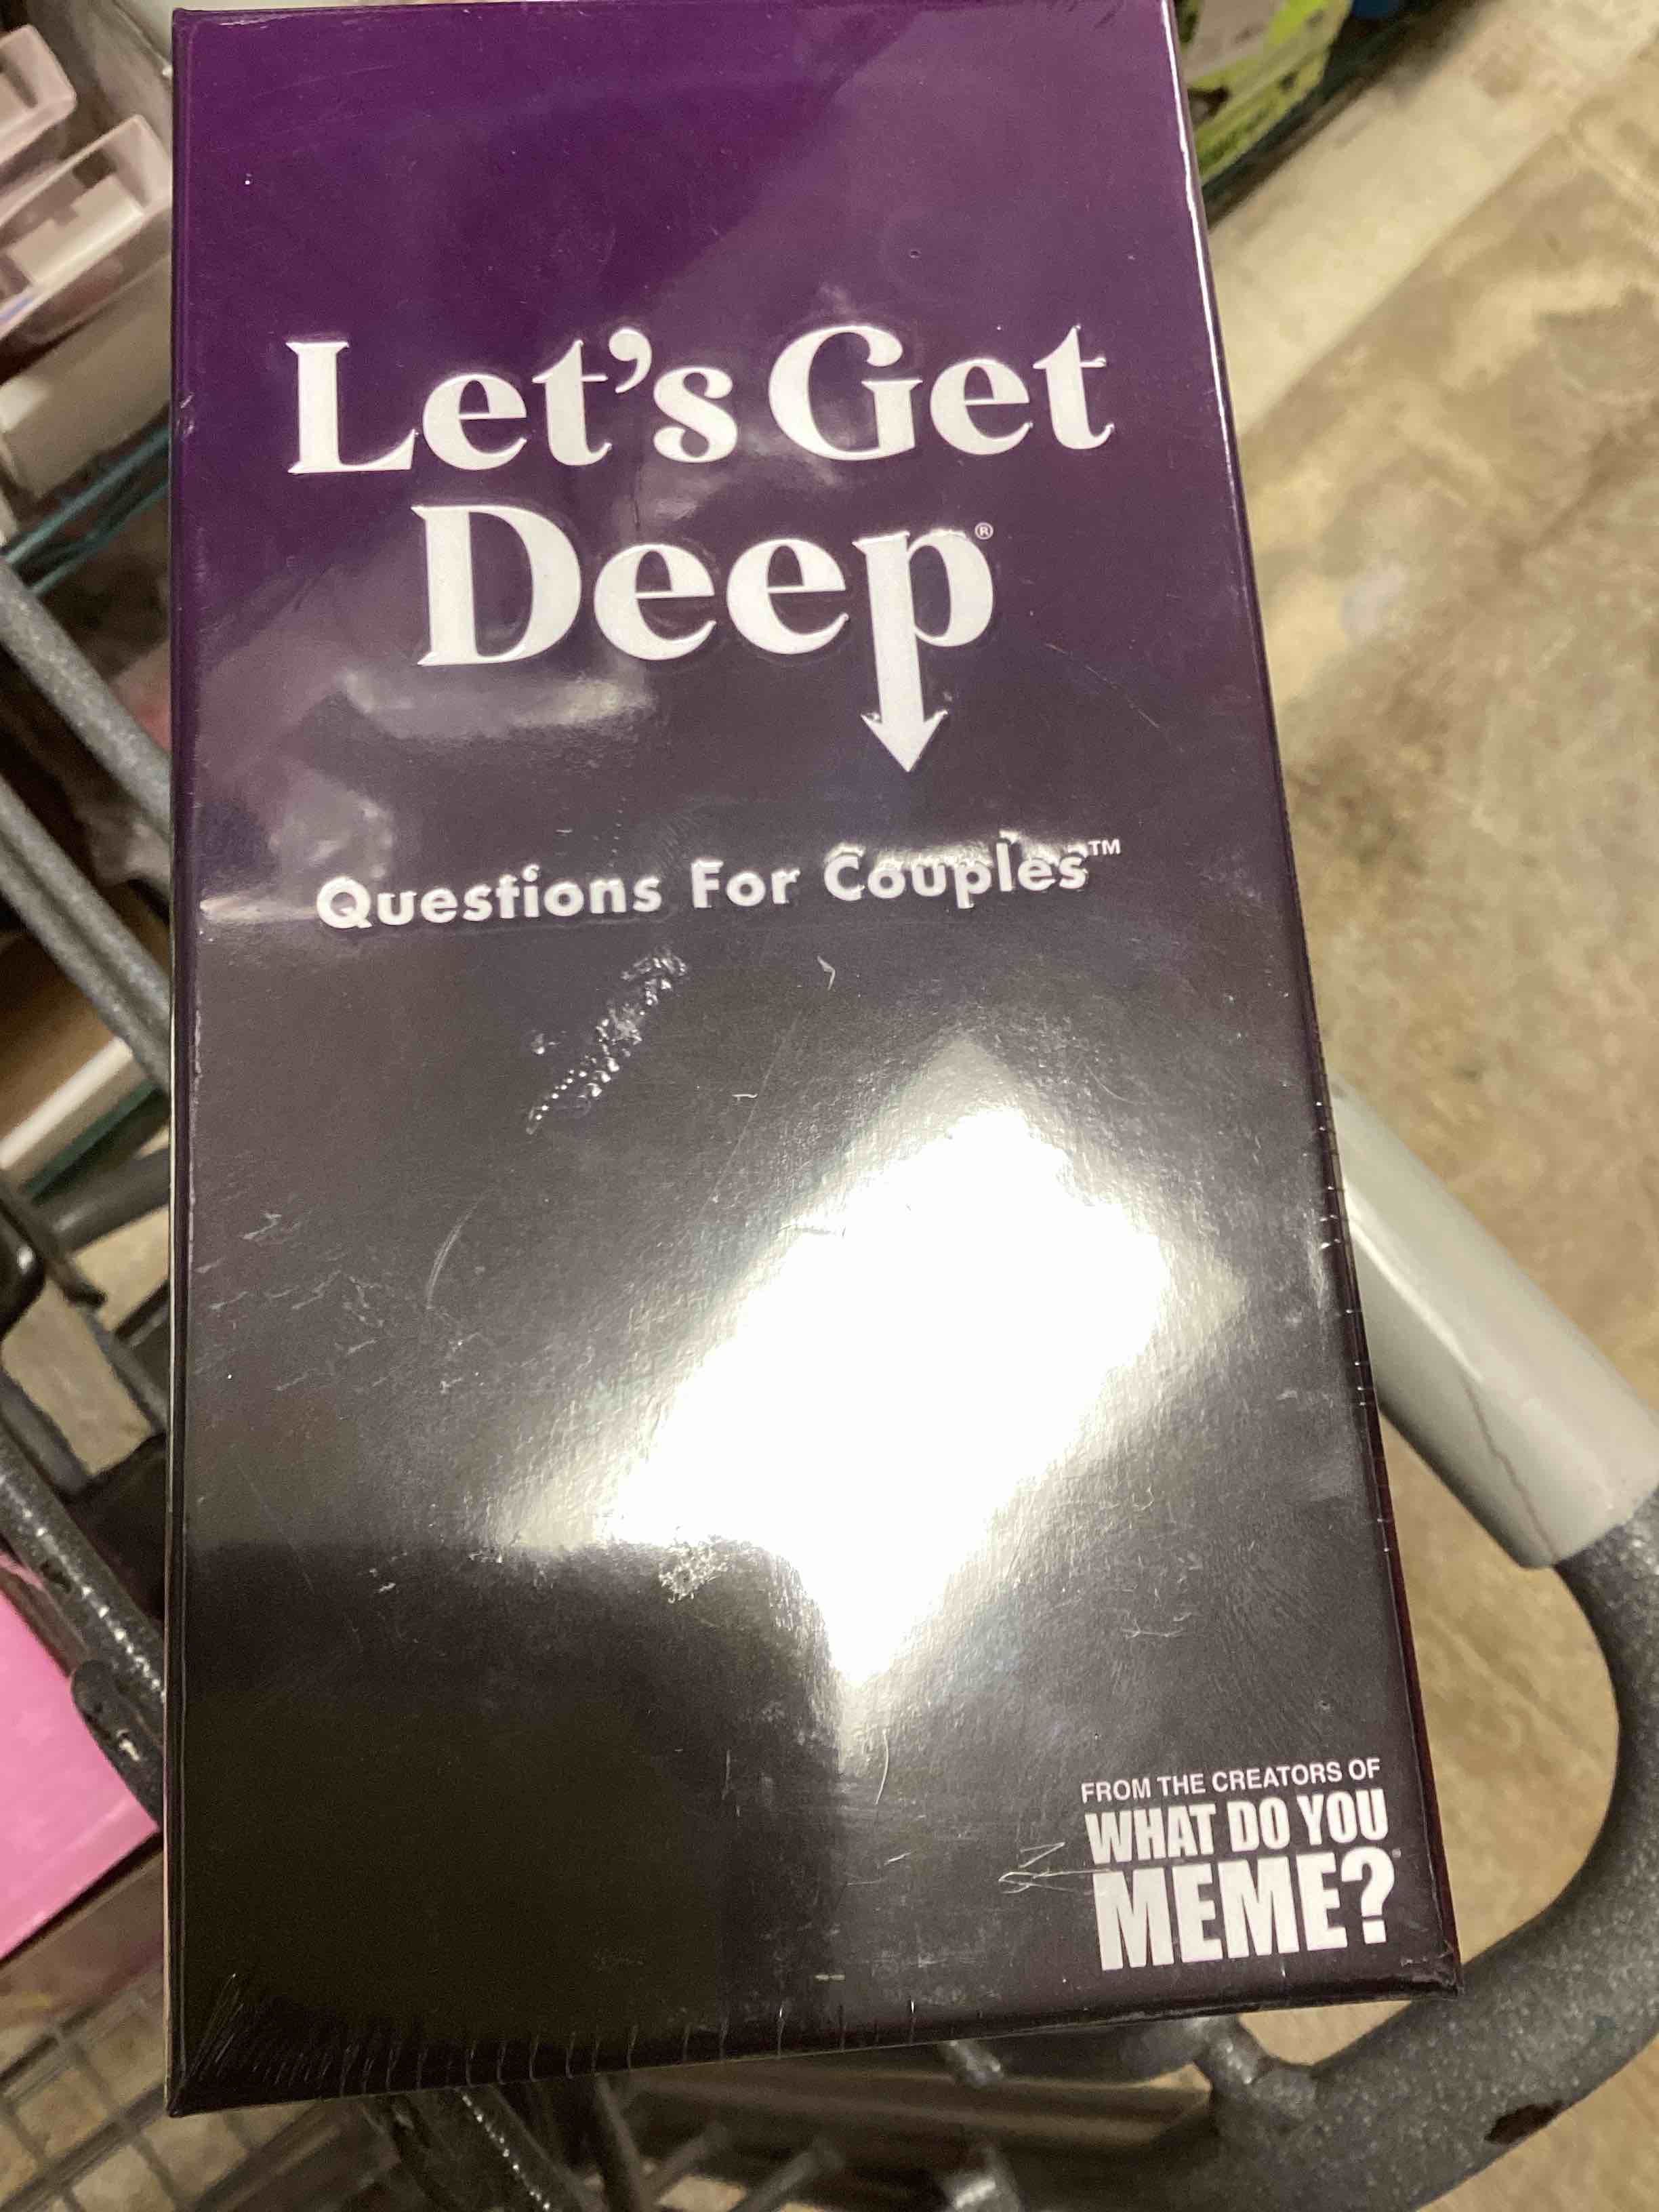 Let's Get
Deep®
Questions For Couples™
FROM THE CREATORS OF
WHAT DO YOU
MEME?